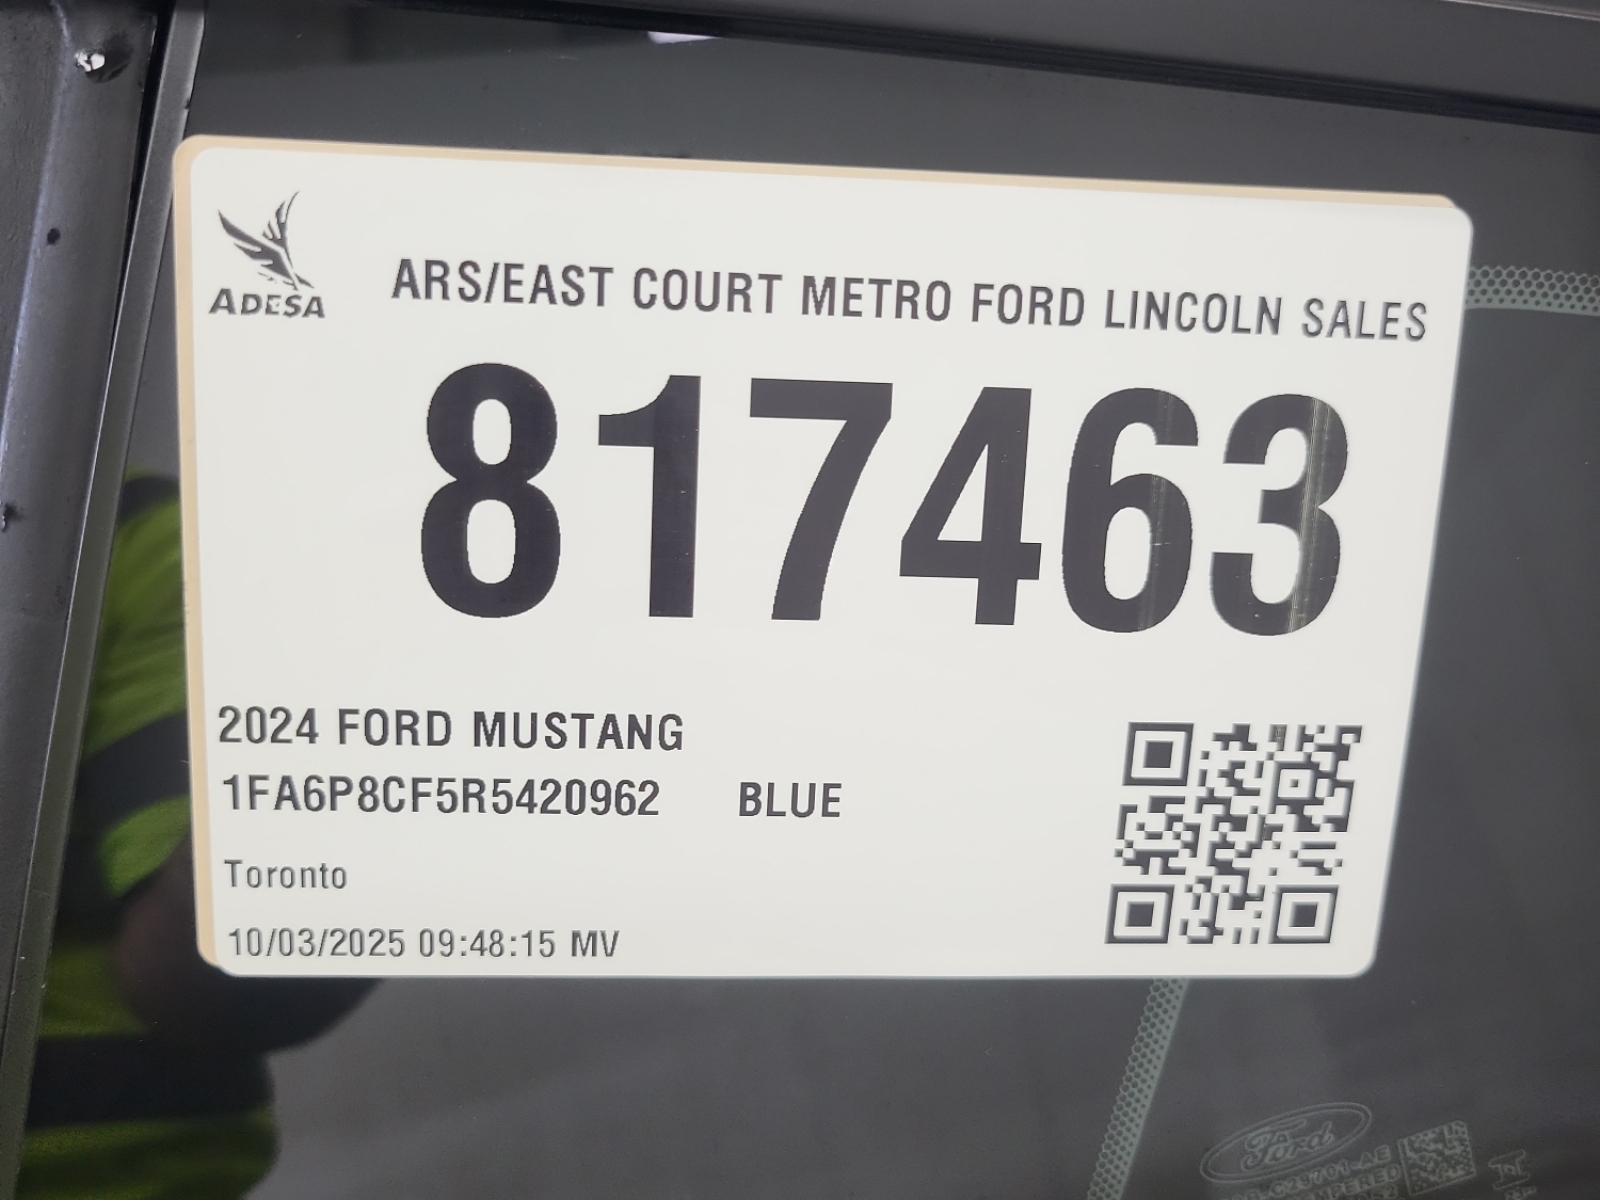 ADESA
ARS/EAST COURT METRO FORD LINCOLN SALES
817463
2024 FORD MUSTANG
1FA6P8CF5R5420962 BLUE
Toronto
10/03/2025 09:48:15 MV
Ford